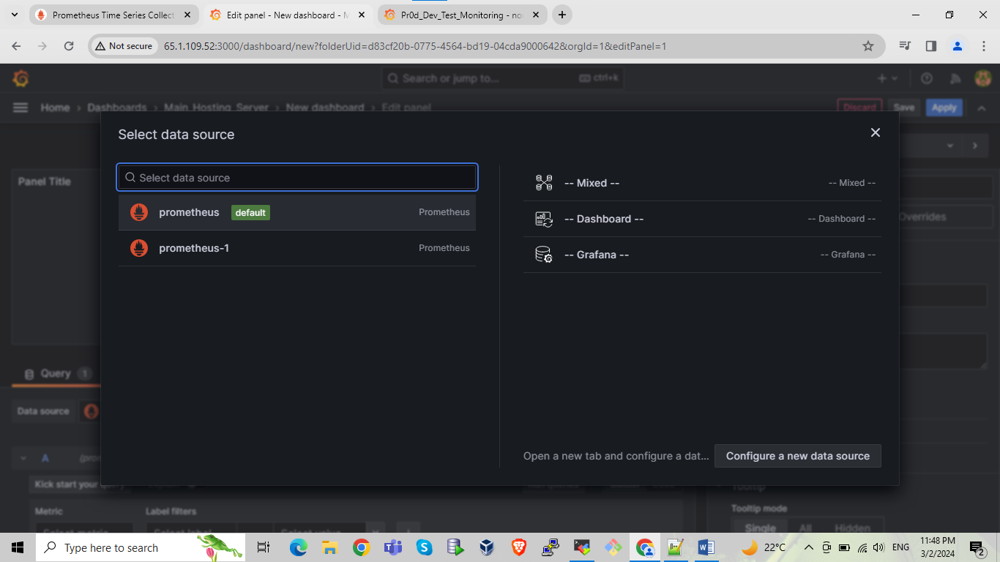 Prometheus Time Series Collect
Edit panel - New dashboard - M
Pr0d_Dev_Test_Monitoring - no
Not secure
65.1.109.52:3000/dashboard/new?folderUid=d83cf20b-0775-4564-bd19-04cda9000642&orgId=1&editPanel=1
Search or jump to...
ctrl+k
Home > Dashboards > Main_Hosting_Server > New dashboard > Edit panel
Discard
Save
Apply
Select data source
Select data source
prometheus default Prometheus
prometheus-1 Prometheus
-- Mixed -- -- Mixed --
-- Dashboard -- -- Dashboard --
-- Grafana -- -- Grafana --
Open a new tab and configure a dat...
Configure a new data source
Panel Title
Overrides
Query 1
Data source
A (pro
Kick start your query
Tooltip
Metric
Label filters
Select metric
Select label
Select value
Tooltip mode
Single All Hidden
Type here to search
22°C
ENG
11:48 PM
3/2/2024
2